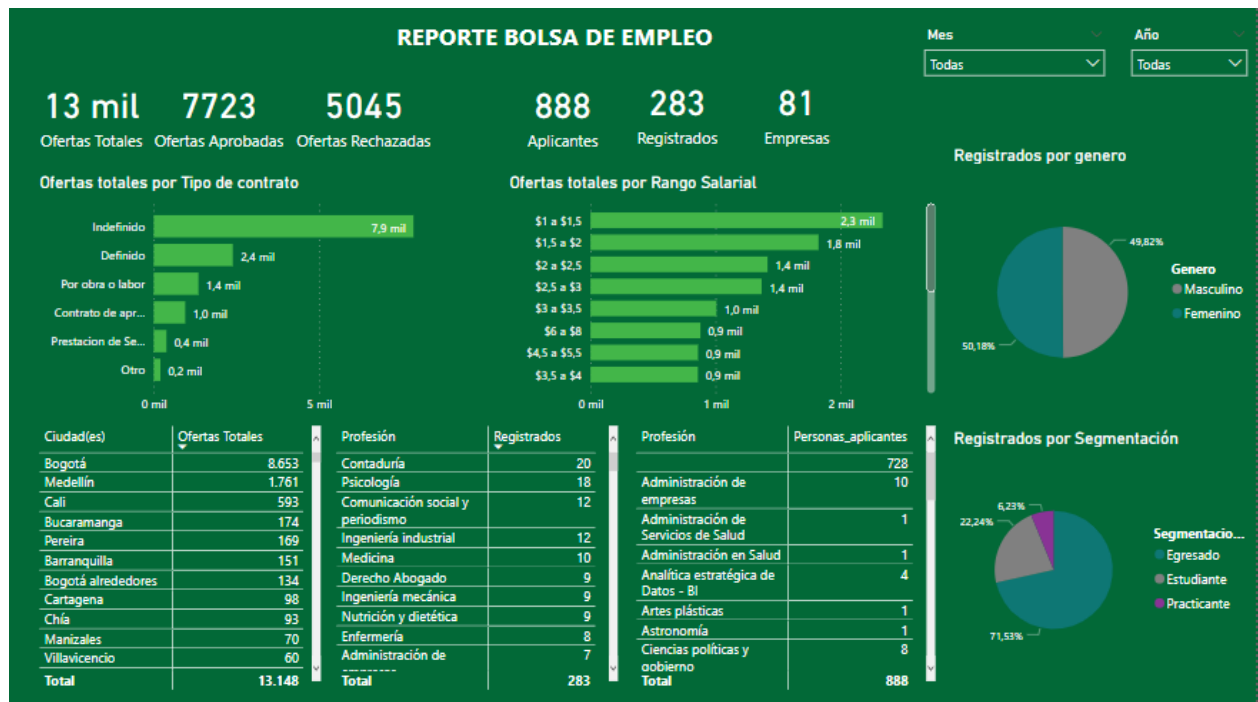 REPORTE BOLSA DE EMPLEO
Mes
Año
Todas
Todas
13 mil
Ofertas Totales
7723
Ofertas Aprobadas
5045
Ofertas Rechazadas
888
Aplicantes
283
Registrados
81
Empresas
Ofertas totales por Tipo de contrato
Indefinido 7,9 mil
Definido 2,4 mil
Por obra o labor 1,4 mil
Contrato de apr... 1,0 mil
Prestacion de Se... 0,4 mil
Otro 0,2 mil
0 mil 5 mil
Ofertas totales por Rango Salarial
$1 a $1,5 2,3 mil
$1,5 a $2 1,8 mil
$2 a $2,5 1,4 mil
$2,5 a $3 1,4 mil
$3 a $3,5 1,0 mil
$6 a $8 0,9 mil
$4,5 a $5,5 0,9 mil
$3,5 a $4 0,9 mil
0 mil 1 mil 2 mil
Registrados por genero
49,82%
50,18%
Genero
Masculino
Femenino
Ciudad(es) Ofertas Totales
Bogotá 8.653
Medellín 1.761
Cali 593
Bucaramanga 174
Pereira 169
Barranquilla 151
Bogotá alrededores 134
Cartagena 98
Chía 93
Manizales 70
Villavicencio 60
Total 13.148
Profesión Registrados
Contaduría 20
Psicología 18
Comunicación social y 12
periodismo
Ingeniería industrial 12
Medicina 10
Derecho Abogado 9
Ingeniería mecánica 9
Nutrición y dietética 9
Enfermería 8
Administración de 7
Total 283
Profesión Personas_aplicantes
728
Administración de 10
empresas
Administración de 1
Servicios de Salud
Administración en Salud 1
Analítica estratégica de 4
Datos - BI
Artes plásticas 1
Astronomía 1
Ciencias políticas y 8
gobierno
Total 888
Registrados por Segmentación
6,23%
22,24%
71,53%
Segmentacio...
Egresado
Estudiante
Practicante